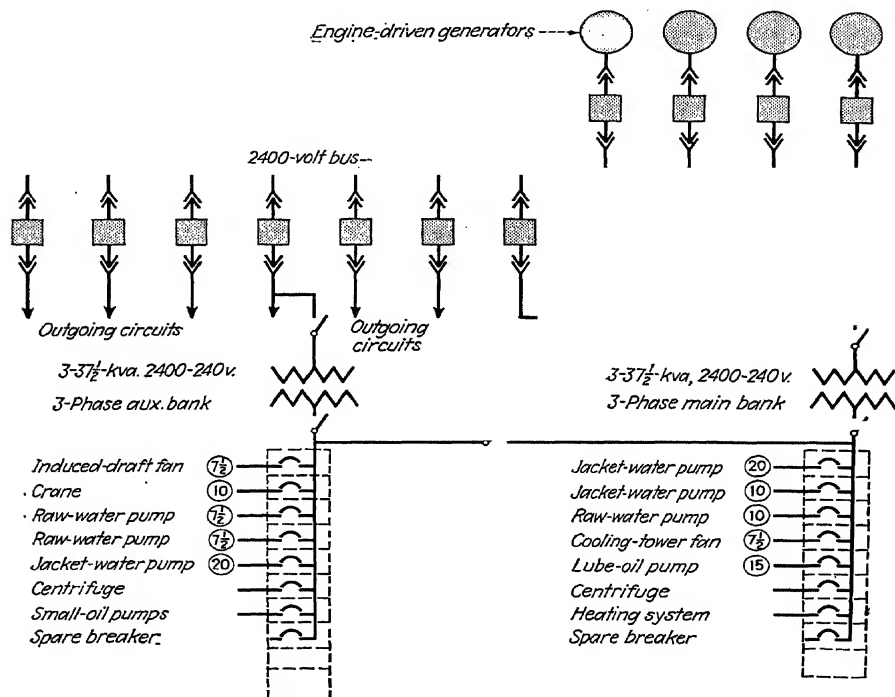 Engine-driven generators
2400-volt bus
Outgoing circuits
Outgoing
circuits
3-37½-kva. 2400-240v.
3-Phase aux. bank
3-37½-kva, 2400-240v.
3-Phase main bank
Induced-draft fan 7½
Crane 10
Raw-water pump 7½
Raw-water pump 7½
Jacket-water pump 20
Centrifuge
Small-oil pumps
Spare breaker
Jacket-water pump 20
Jacket-water pump 10
Raw-water pump 10
Cooling-tower fan 7½
Lube-oil pump 15
Centrifuge
Heating system
Spare breaker